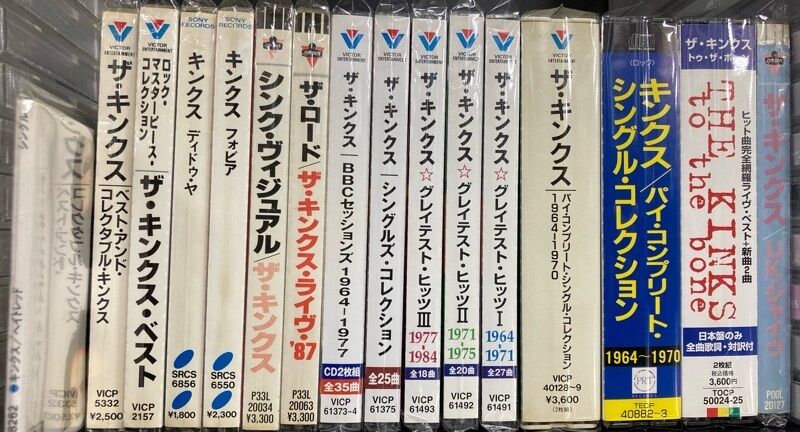 ザ・キンクス
ベスト・アンド・
コレクタブル・キンクス
VICP
5332
¥2,500
VICTOR
ENTERTAINMENT
ロック・
マスターピース・
コレクション
ザ・キンクス・ベスト
VICP
2157
SONY
RECORDS
キンクス
ディドゥ・ヤ
SRCS
6856
¥1,800
SONY
RECORDS
キンクス
フォビア
SRCS
6550
¥2,300
シンク・ヴィジュアル/ザ・キンクス
P33L
20034
¥3,300
ザ・ロード/ザ・キンクス・ライヴ・'87
P33L
20063
¥3,300
VICTOR
ENTERTAINMENT
ザ・キンクス/BBCセッションズ1964-1977
CD2枚組
全35曲
VICP
61373~4
VICTOR
ENTERTAINMENT
ザ・キンクス/シングルズ・コレクション
全25曲
VICP
61375
VICTOR
ENTERTAINMENT
ザ・キンクス☆グレイテスト・ヒッツIII
1977
-1984
全18曲
VICP
61493
VICTOR
ENTERTAINMENT
ザ・キンクス☆グレイテスト・ヒッツII
1971
-1975
全20曲
VICP
61492
VICTOR
ENTERTAINMENT
ザ・キンクス☆グレイテスト・ヒッツI
1964
-1971
全27曲
VICP
61491
VICTOR
ENTERTAINMENT
ザ・キンクス
パイ・コンプリート・シングル・コレクション
1964-1970
VICP
40128~9
¥3,600
(2枚組)
〈ロック〉
キンクス/パイ・コンプリート・
シングル・コレクション
1964~1970
PRT
RECORDS
TECP
40882~3
ザ・キンクス
トゥ・ザ・ボーン
THE KINKS
to the bone
ヒット曲完全網羅ライヴ・ベスト+新曲2曲
日本盤のみ
全曲歌詞・対訳付
2枚組
税込価格
3,600円
TOCP
50024-25
ザ・キンクス/UKジャイヴ
P00L
20127